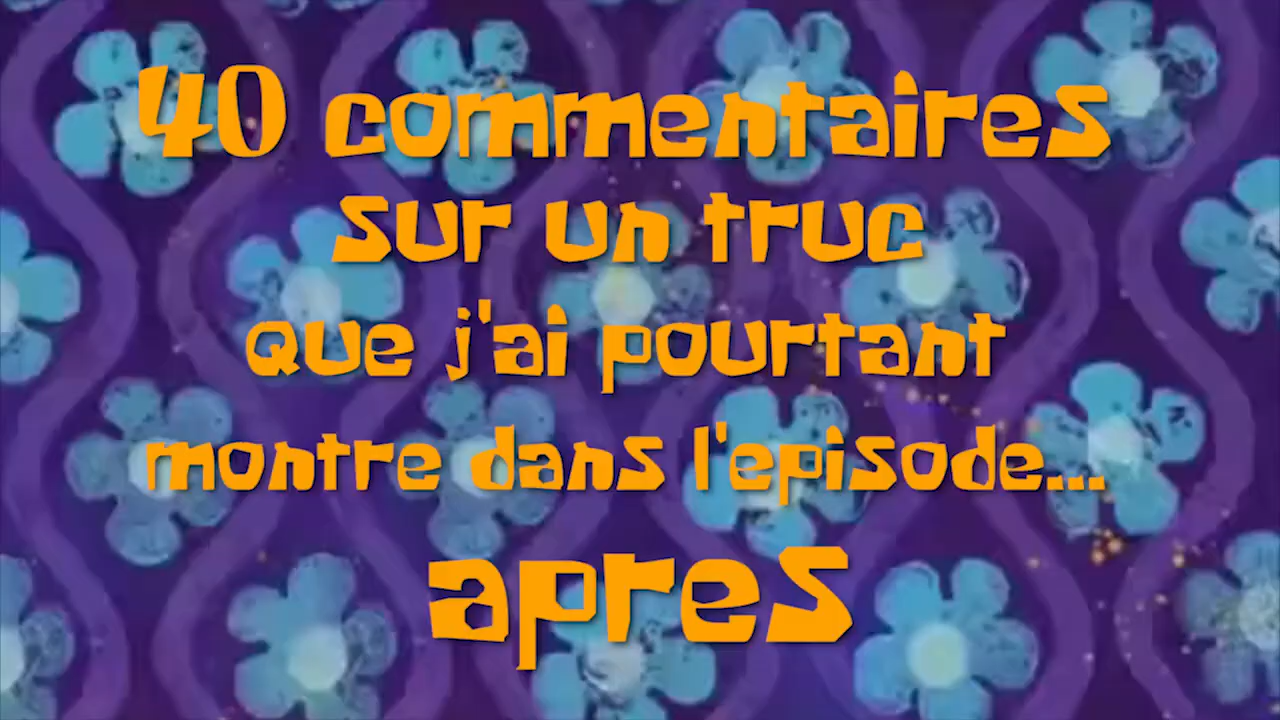 40 commentaires
sur un truc
que j'ai pourtant
montre dans l'episode...
apres